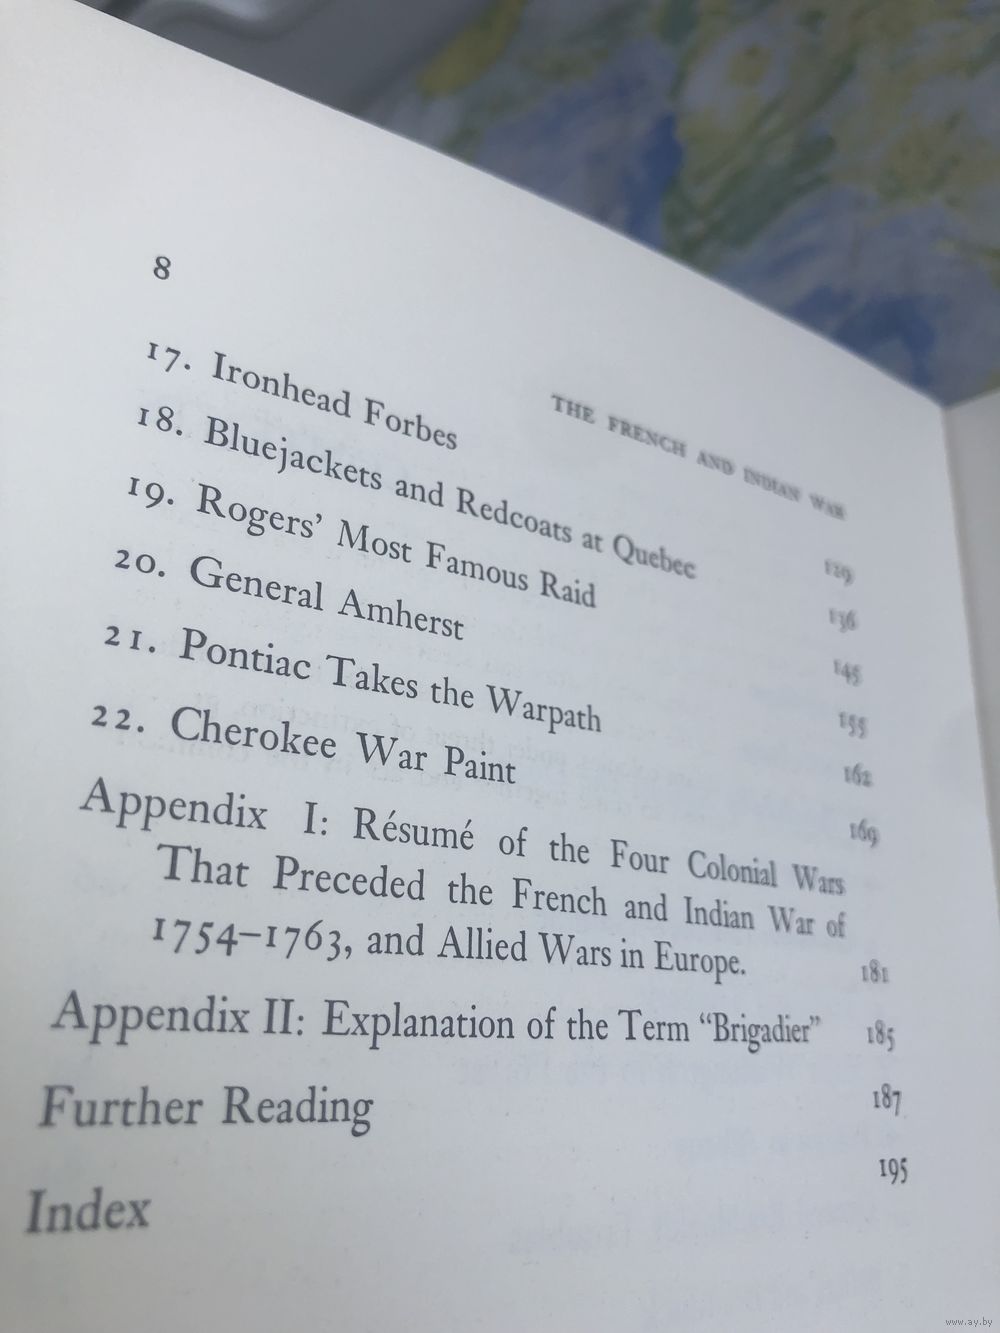 8
THE FRENCH AND INDIAN WAR
17. Ironhead Forbes 129
18. Bluejackets and Redcoats at Quebec 136
19. Rogers’ Most Famous Raid 145
20. General Amherst 155
21. Pontiac Takes the Warpath 162
22. Cherokee War Paint 169
Appendix I: Résumé of the Four Colonial Wars
That Preceded the French and Indian War of
1754–1763, and Allied Wars in Europe. 181
Appendix II: Explanation of the Term “Brigadier” 185
Further Reading 187
Index 195
www.ay.by